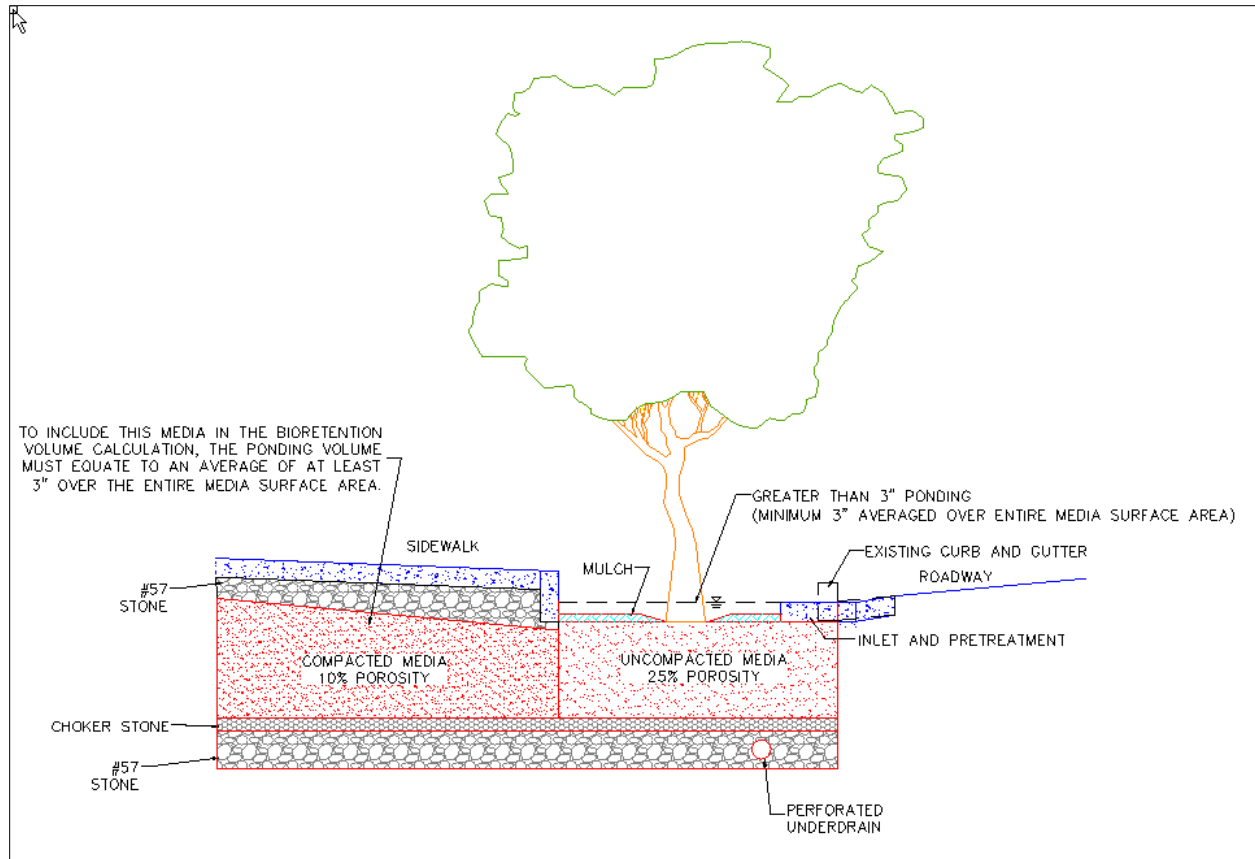 TO INCLUDE THIS MEDIA IN THE BIORETENTION
VOLUME CALCULATION, THE PONDING VOLUME
MUST EQUATE TO AN AVERAGE OF AT LEAST
3" OVER THE ENTIRE MEDIA SURFACE AREA.
GREATER THAN 3" PONDING
(MINIMUM 3" AVERAGED OVER ENTIRE MEDIA SURFACE AREA)
SIDEWALK
EXISTING CURB AND GUTTER
MULCH
ROADWAY
#57
STONE
INLET AND PRETREATMENT
COMPACTED MEDIA
10% POROSITY
UNCOMPACTED MEDIA
25% POROSITY
CHOKER STONE
#57
STONE
PERFORATED
UNDERDRAIN